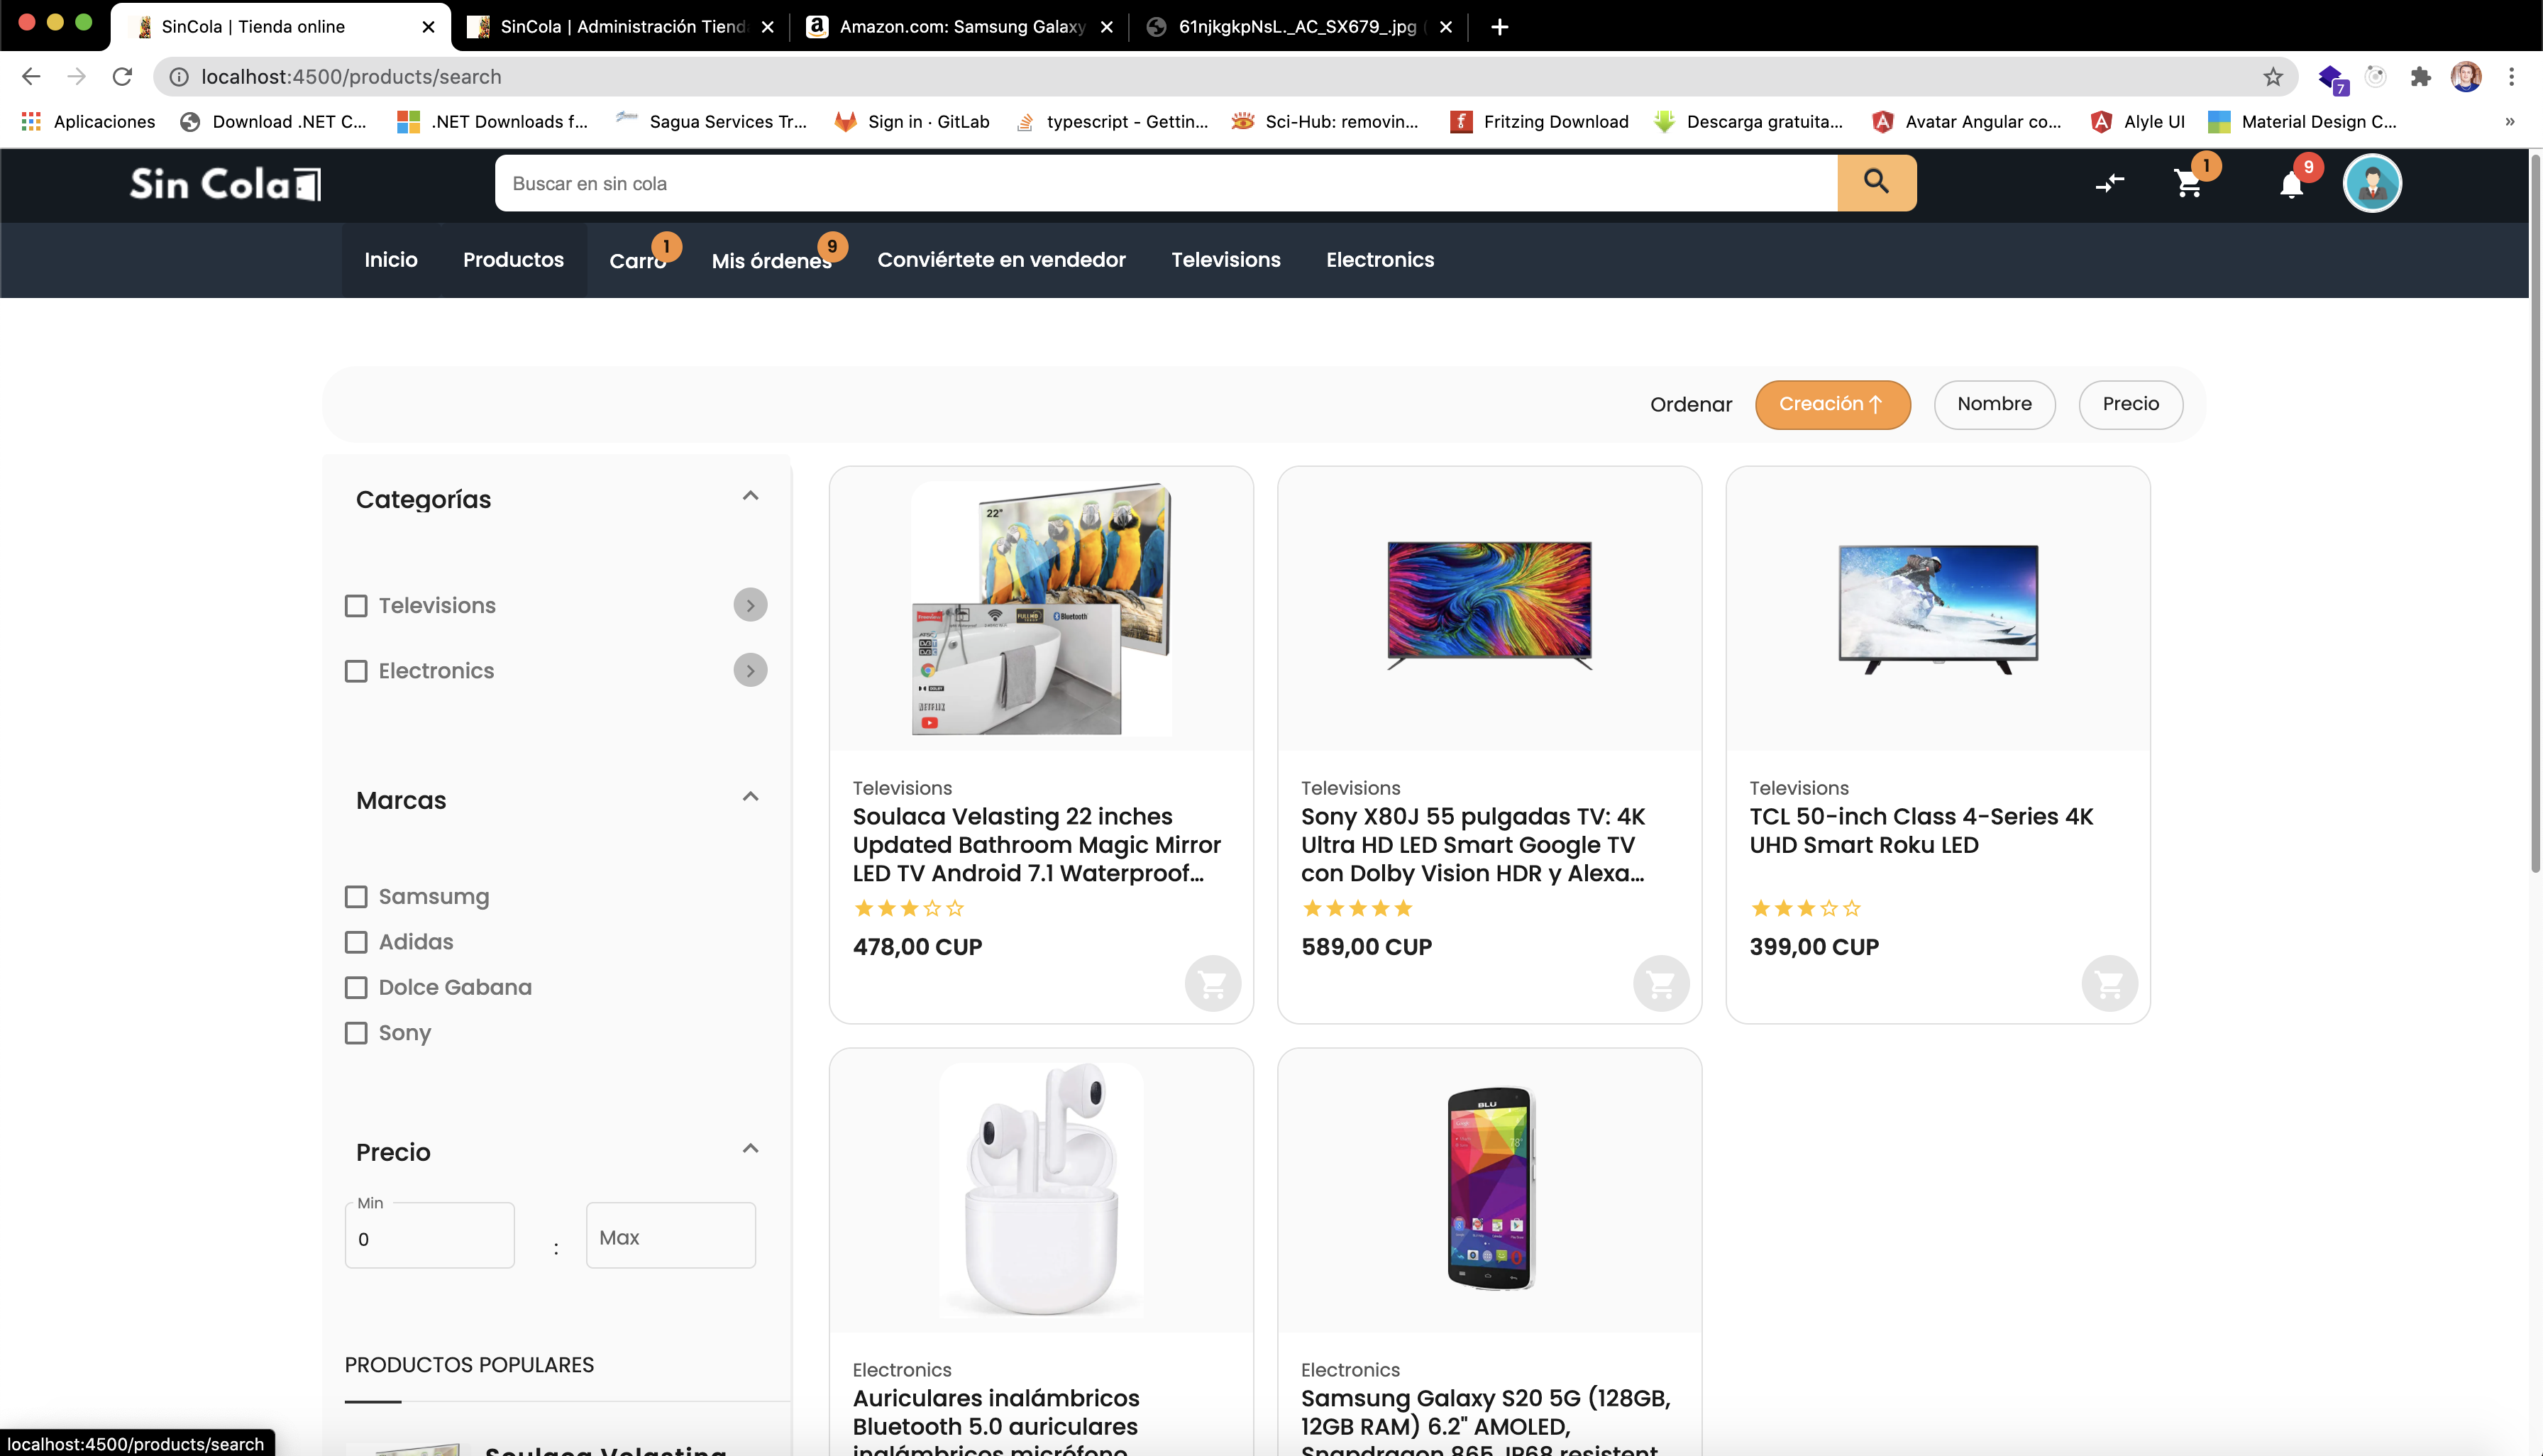 SinCola | Tienda online
SinCola | Administración Tiend
Amazon.com: Samsung Galaxy
61njkgkpNsL._AC_SX679_.jpg
localhost:4500/products/search
7
Aplicaciones
Download .NET C...
.NET Downloads f...
Sagua Services Tr...
Sign in · GitLab
typescript - Gettin...
Sci-Hub: removin...
Fritzing Download
Descarga gratuita...
Avatar Angular co...
Alyle UI
Material Design C...
»
Sin Cola
Buscar en sin cola
1
9
Inicio
Productos
Carro
1
Mis órdenes
9
Conviértete en vendedor
Televisions
Electronics
Ordenar
Creación
Nombre
Precio
Categorías
Televisions
Electronics
Marcas
Samsumg
Adidas
Dolce Gabana
Sony
Precio
Min
0
:
Max
PRODUCTOS POPULARES
Soulaca Velasting
22"
FULL HD
Bluetooth
NETFLIX
Televisions
Soulaca Velasting 22 inches
Updated Bathroom Magic Mirror
LED TV Android 7.1 Waterproof...
478,00 CUP
Televisions
Sony X80J 55 pulgadas TV: 4K
Ultra HD LED Smart Google TV
con Dolby Vision HDR y Alexa...
589,00 CUP
Televisions
TCL 50-inch Class 4-Series 4K
UHD Smart Roku LED
399,00 CUP
Electronics
Auriculares inalámbricos
Bluetooth 5.0 auriculares
inalámbricos micrófono
BLU
78°
Electronics
Samsung Galaxy S20 5G (128GB,
12GB RAM) 6.2" AMOLED,
Snapdragon 865, IP68 resistent
localhost:4500/products/search